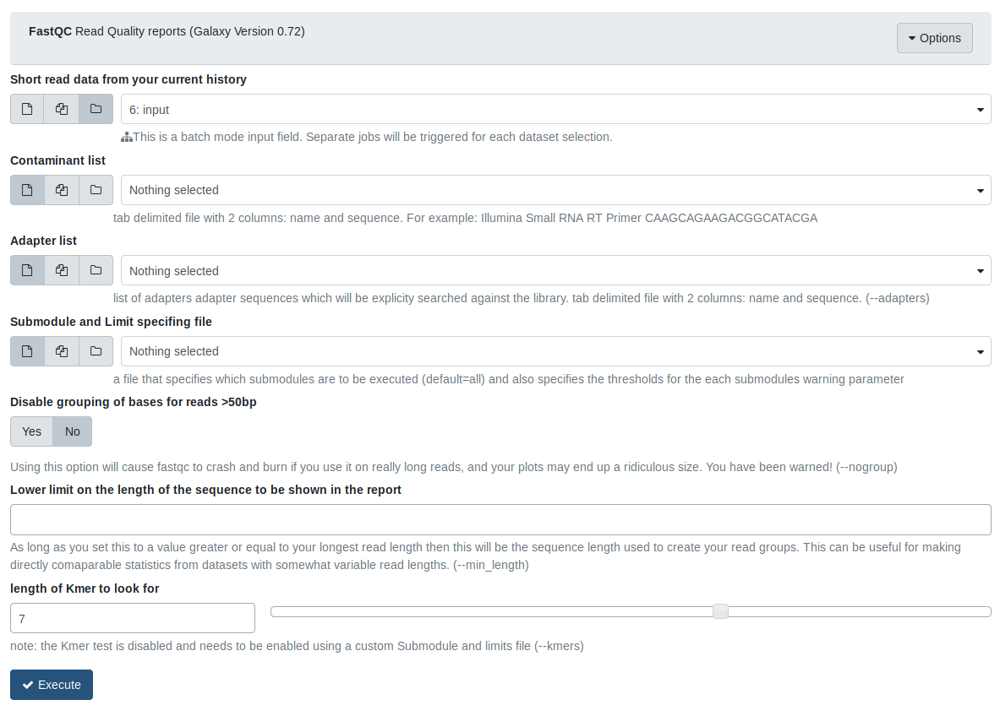 FastQC Read Quality reports (Galaxy Version 0.72)
Options
Short read data from your current history
6: input
This is a batch mode input field. Separate jobs will be triggered for each dataset selection.
Contaminant list
Nothing selected
tab delimited file with 2 columns: name and sequence. For example: Illumina Small RNA RT Primer CAAGCAGAAGACGGCATACGA
Adapter list
Nothing selected
list of adapters adapter sequences which will be explicity searched against the library. tab delimited file with 2 columns: name and sequence. (--adapters)
Submodule and Limit specifing file
Nothing selected
a file that specifies which submodules are to be executed (default=all) and also specifies the thresholds for the each submodules warning parameter
Disable grouping of bases for reads >50bp
Yes No
Using this option will cause fastqc to crash and burn if you use it on really long reads, and your plots may end up a ridiculous size. You have been warned! (--nogroup)
Lower limit on the length of the sequence to be shown in the report
As long as you set this to a value greater or equal to your longest read length then this will be the sequence length used to create your read groups. This can be useful for making
directly comaparable statistics from datasets with somewhat variable read lengths. (--min_length)
length of Kmer to look for
7
note: the Kmer test is disabled and needs to be enabled using a custom Submodule and limits file (--kmers)
Execute